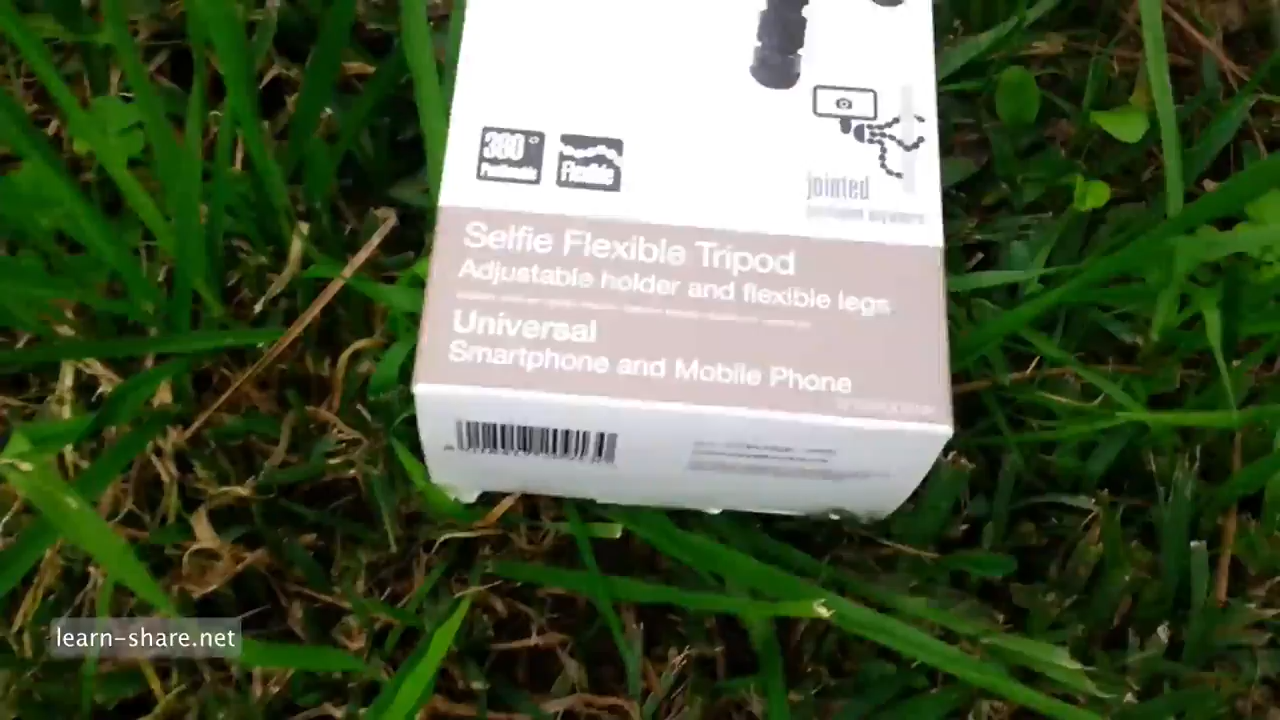 360°
Flexible
jointed
Selfie Flexible Tripod
Adjustable holder and flexible legs
Universal
Smartphone and Mobile Phone
learn-share.net